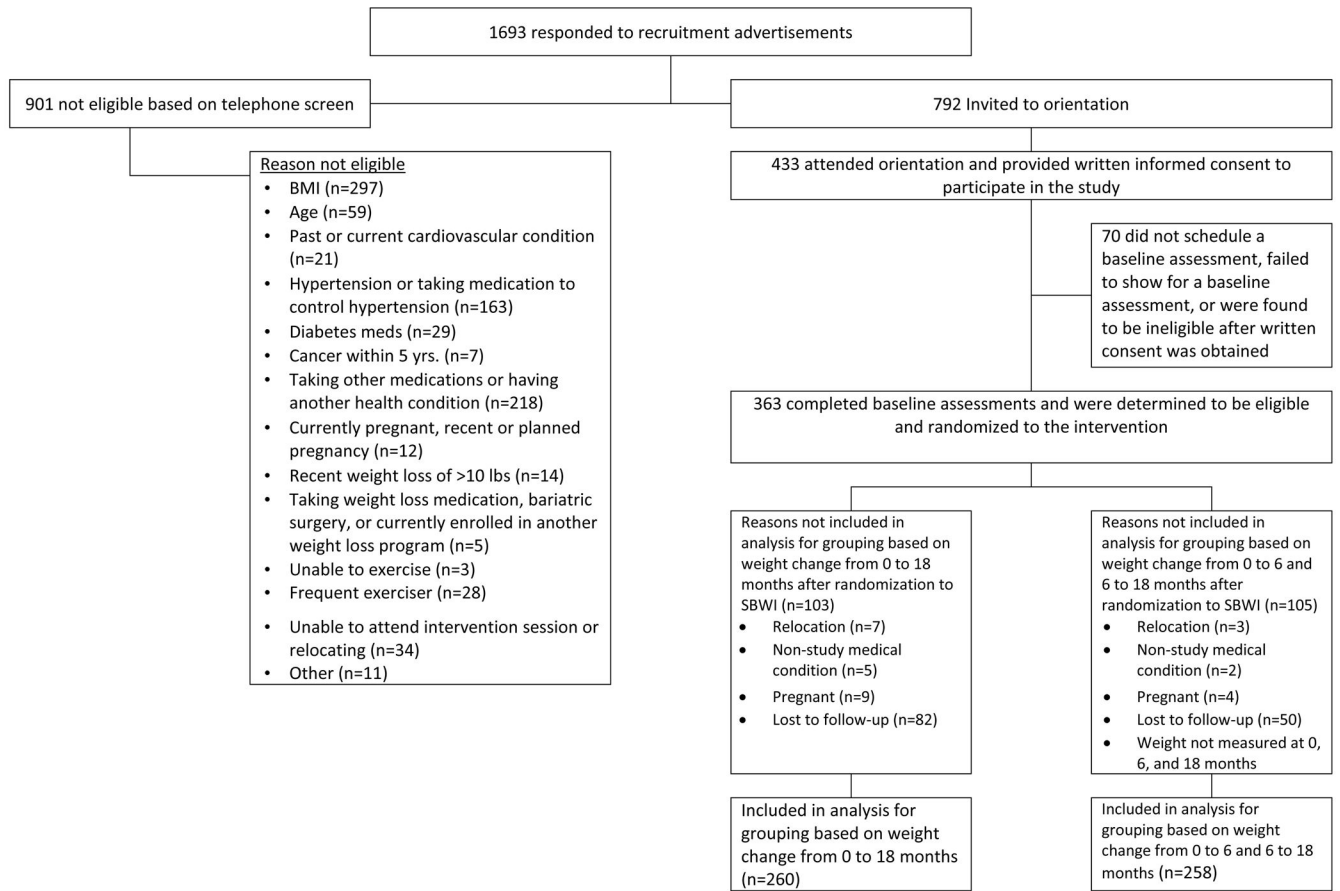 1693 responded to recruitment advertisements
901 not eligible based on telephone screen
792 Invited to orientation
Reason not eligible
• BMI (n=297)
• Age (n=59)
• Past or current cardiovascular condition
(n=21)
• Hypertension or taking medication to
control hypertension (n=163)
• Diabetes meds (n=29)
• Cancer within 5 yrs. (n=7)
• Taking other medications or having
another health condition (n=218)
• Currently pregnant, recent or planned
pregnancy (n=12)
• Recent weight loss of >10 lbs (n=14)
• Taking weight loss medication, bariatric
surgery, or currently enrolled in another
weight loss program (n=5)
• Unable to exercise (n=3)
• Frequent exerciser (n=28)
• Unable to attend intervention session or
relocating (n=34)
• Other (n=11)
433 attended orientation and provided written informed consent to
participate in the study
70 did not schedule a
baseline assessment, failed
to show for a baseline
assessment, or were found
to be ineligible after written
consent was obtained
363 completed baseline assessments and were determined to be eligible
and randomized to the intervention
Reasons not included in
analysis for grouping based on
weight change from 0 to 18
months after randomization to
SBWI (n=103)
• Relocation (n=7)
• Non-study medical
condition (n=5)
• Pregnant (n=9)
• Lost to follow-up (n=82)
Reasons not included in
analysis for grouping based on
weight change from 0 to 6 and
6 to 18 months after
randomization to SBWI (n=105)
• Relocation (n=3)
• Non-study medical
condition (n=2)
• Pregnant (n=4)
• Lost to follow-up (n=50)
• Weight not measured at 0,
6, and 18 months
Included in analysis for
grouping based on weight
change from 0 to 18 months
(n=260)
Included in analysis for
grouping based on weight
change from 0 to 6 and 6 to 18
months (n=258)